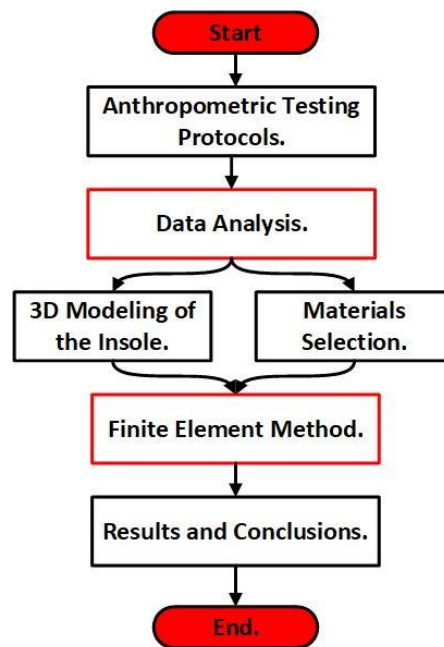 Start
Anthropometric Testing
Protocols.
Data Analysis.
3D Modeling of
the Insole.
Materials
Selection.
Finite Element Method.
Results and Conclusions.
End.